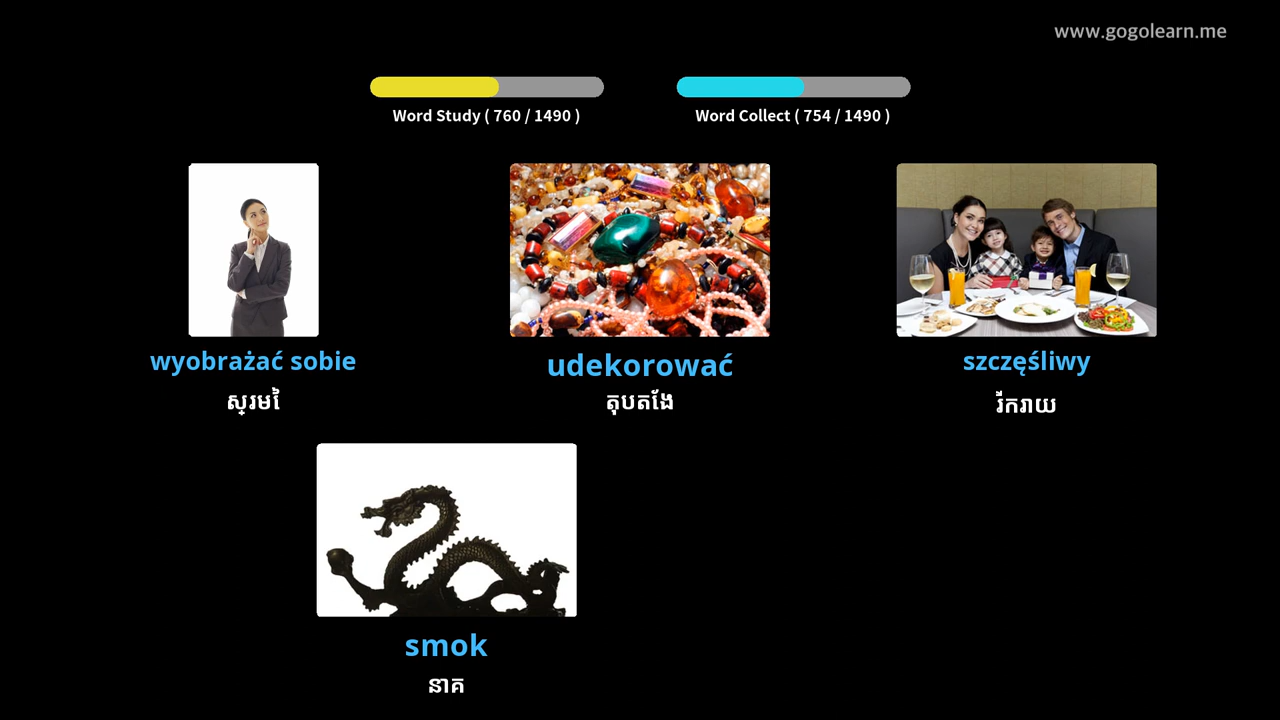 www.gogolearn.me
Word Study ( 760 / 1490 )
Word Collect ( 754 / 1490 )
wyobrażać sobie
ស្រមៃ
udekorować
តុបតែង
szczęśliwy
រីករាយ
smok
នាគ